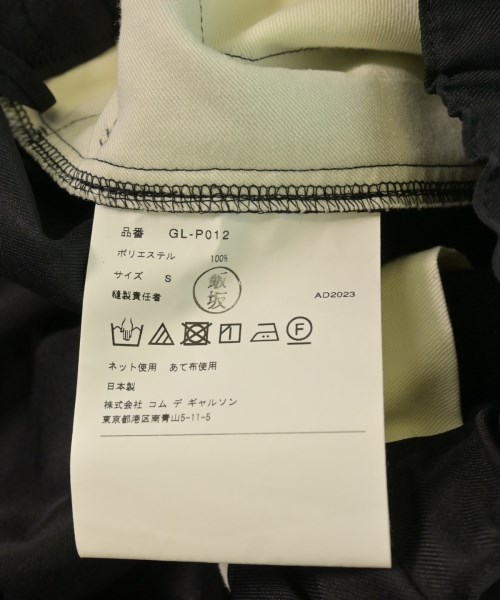 品番 GL-P012
ポリエステル 100%
サイズ S
縫製責任者 飯坂 AD2023
F
ネット使用 あて布使用
日本製
株式会社 コム デ ギャルソン
東京都港区南青山5-11-5